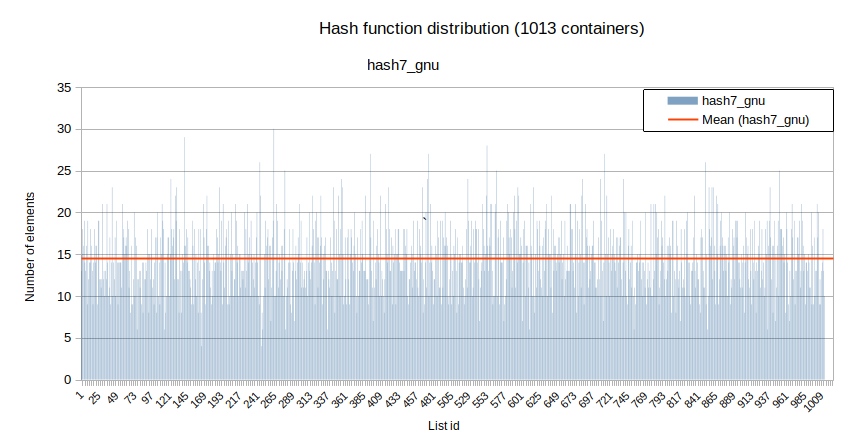 Hash function distribution (1013 containers)
hash7_gnu
35
30
25
20
15
10
5
0
Number of elements
hash7_gnu
Mean (hash7_gnu)
`
1 25 49 73 97 121 145 169 193 217 241 265 289 313 337 361 385 409 433 457 481 505 529 553 577 601 625 649 673 697 721 745 769 793 817 841 865 889 913 937 961 985 1009
List id